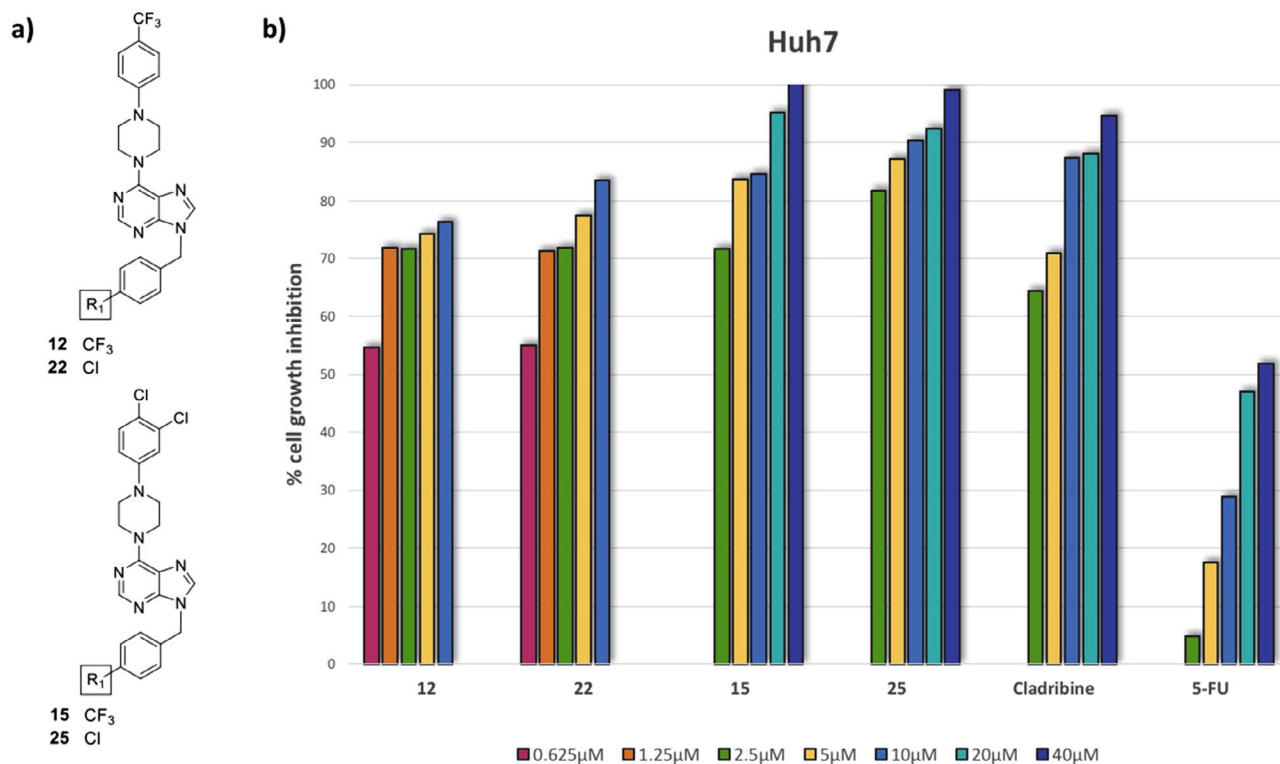 a)
CF3
N
N
N
N
N
N
R1
12 CF3
22 Cl
Cl
Cl
N
N
N
N
N
N
R1
15 CF3
25 Cl
b)
Huh7
% cell growth inhibition
100
90
80
70
60
50
40
30
20
10
0
12 22 15 25 Cladribine 5-FU
0.625µM 1.25µM 2.5µM 5µM 10µM 20µM 40µM